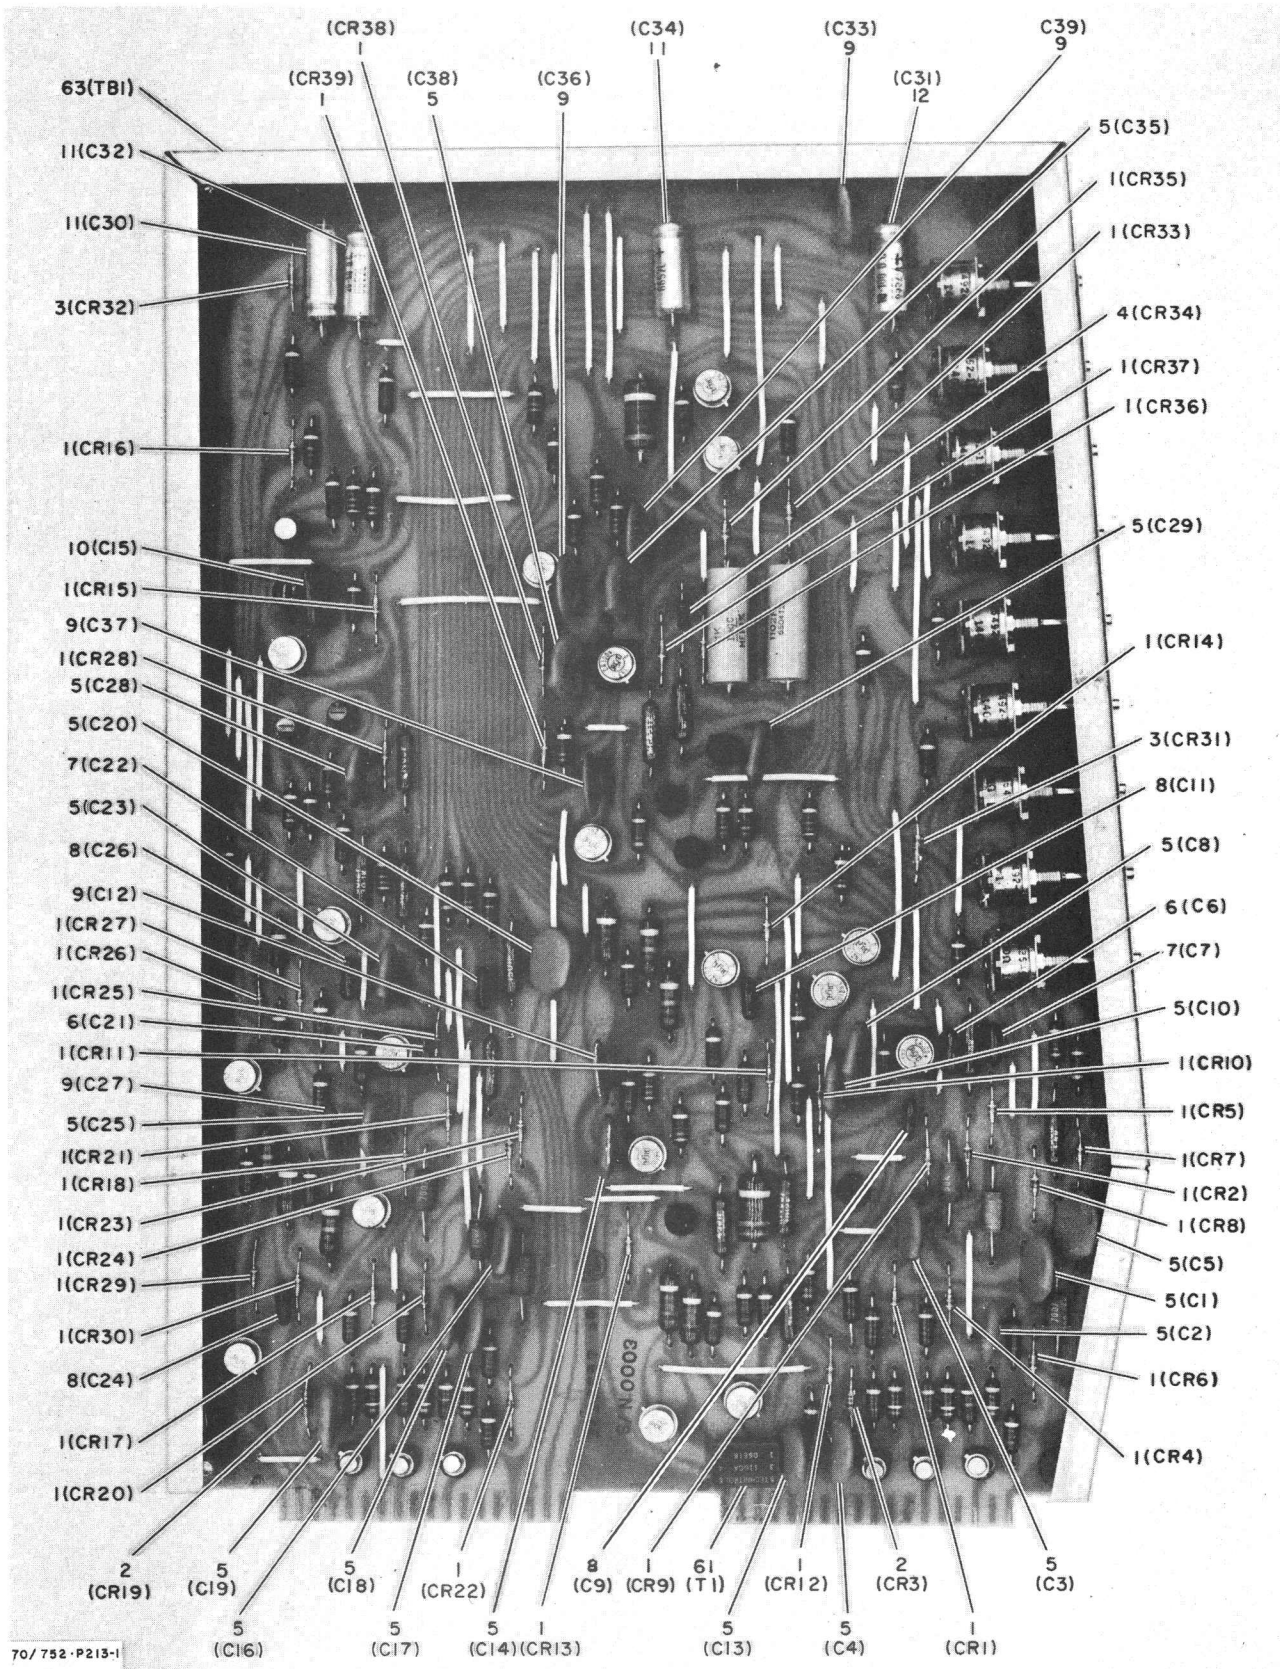 (CR38)
1
(C34)
11
(C33)
9
C39)
9
(CR39)
1
(C38)
5
(C36)
9
(C31)
12
63(TB1)
11(C32)
11(C30)
3(CR32)
1(CR16)
10(C15)
1(CR15)
9(C37)
1(CR28)
5(C28)
5(C20)
7(C22)
5(C23)
8(C26)
9(C12)
1(CR27)
1(CR26)
1(CR25)
6(C21)
1(CR11)
9(C27)
5(C25)
1(CR21)
1(CR18)
1(CR23)
1(CR24)
1(CR29)
1(CR30)
8(C24)
1(CR17)
1(CR20)
5(C35)
1(CR35)
1(CR33)
4(CR34)
1(CR37)
1(CR36)
5(C29)
1(CR14)
3(CR31)
8(C11)
5(C8)
6(C6)
7(C7)
5(C10)
1(CR10)
1(CR5)
1(CR7)
1(CR2)
1(CR8)
5(C5)
5(C1)
5(C2)
1(CR6)
1(CR4)
S/N.0003
2
(CR19)
5
(C19)
5
(C18)
1
(CR22)
8
(C9)
1
(CR9)
61
(T1)
1
(CR12)
2
(CR3)
5
(C3)
5
(C16)
5
(C17)
5
(C14)
1
(CR13)
5
(C13)
5
(C4)
1
(CR1)
70/752·P213-1